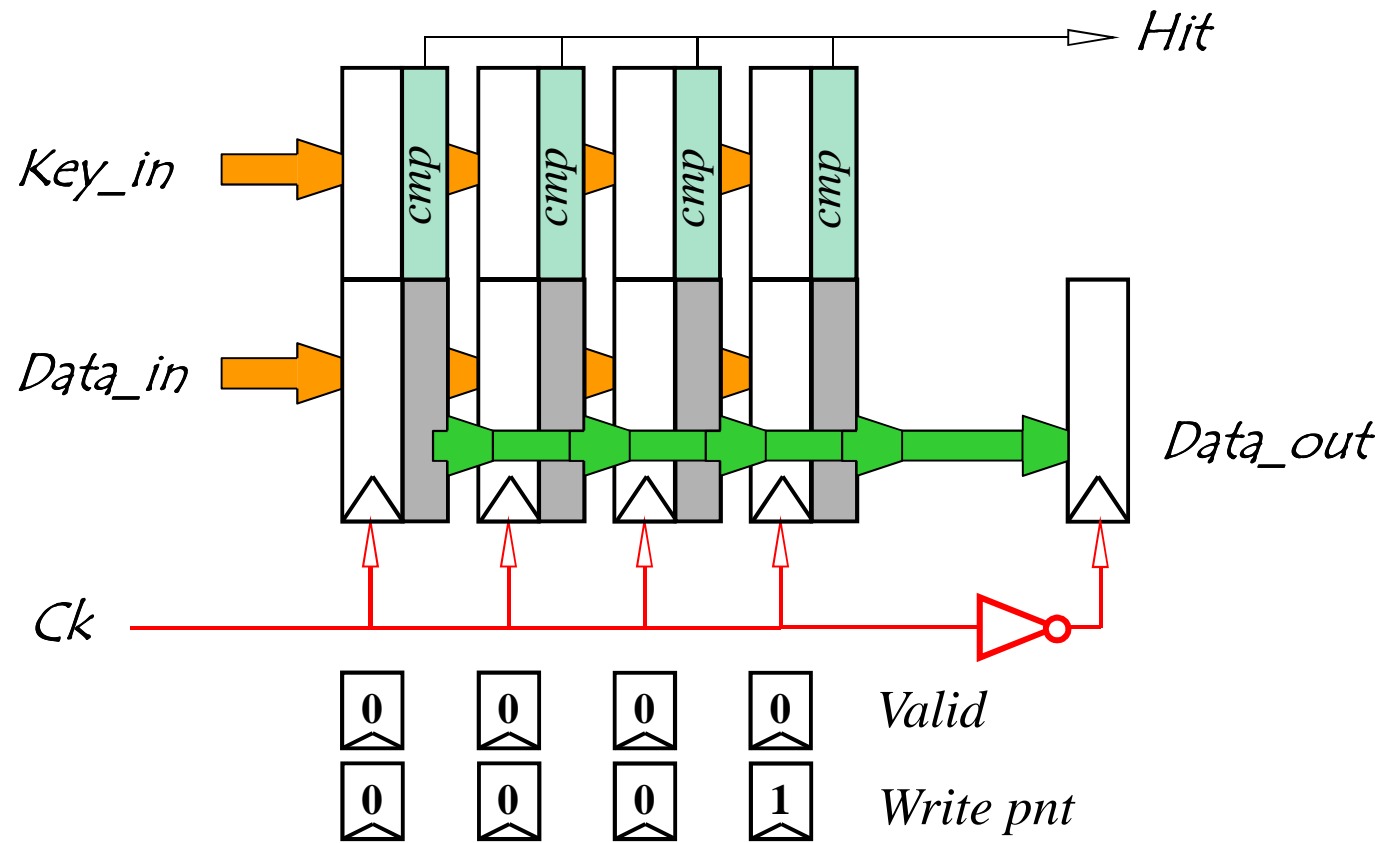 Hit
Key_in
cmp cmp cmp cmp
Data_in
Data_out
Ck
0 0 0 0 Valid
0 0 0 1 Write pnt